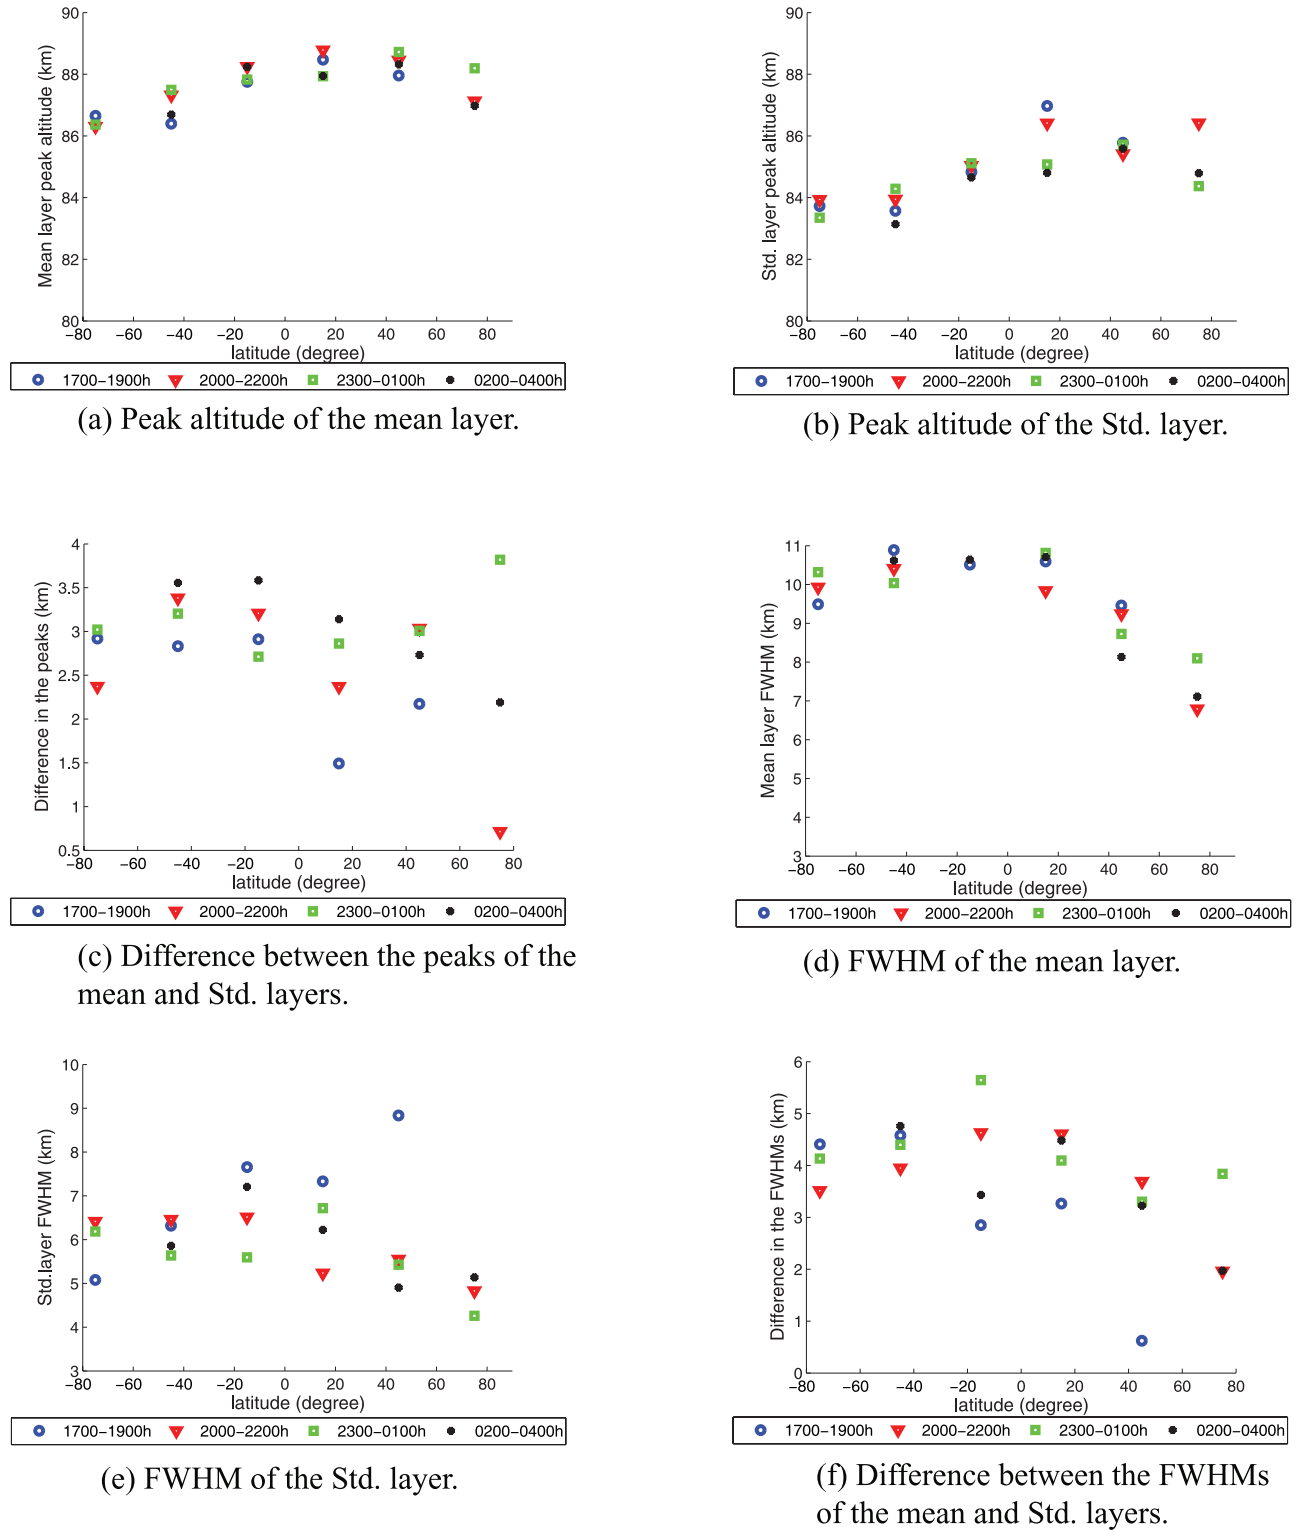 90
88
86
84
82
80
Mean layer peak altitude (km)
−80 −60 −40 −20 0 20 40 60 80
latitude (degree)
1700−1900h 2000−2200h 2300−0100h 0200−0400h
(a) Peak altitude of the mean layer.
90
88
86
84
82
80
Std. layer peak altitude (km)
−80 −60 −40 −20 0 20 40 60 80
latitude (degree)
1700−1900h 2000−2200h 2300−0100h 0200−0400h
(b) Peak altitude of the Std. layer.
4
3.5
3
2.5
2
1.5
1
0.5
Difference in the peaks (km)
−80 −60 −40 −20 0 20 40 60 80
latitude (degree)
1700−1900h 2000−2200h 2300−0100h 0200−0400h
(c) Difference between the peaks of the
mean and Std. layers.
11
10
9
8
7
6
5
4
3
Mean layer FWHM (km)
−80 −60 −40 −20 0 20 40 60 80
latitude (degree)
1700−1900h 2000−2200h 2300−0100h 0200−0400h
(d) FWHM of the mean layer.
10
9
8
7
6
5
4
3
Std.layer FWHM (km)
−80 −60 −40 −20 0 20 40 60 80
latitude (degree)
1700−1900h 2000−2200h 2300−0100h 0200−0400h
(e) FWHM of the Std. layer.
6
5
4
3
2
1
0
Difference in the FWHMs (km)
−80 −60 −40 −20 0 20 40 60 80
latitude (degree)
1700−1900h 2000−2200h 2300−0100h 0200−0400h
(f) Difference between the FWHMs
of the mean and Std. layers.